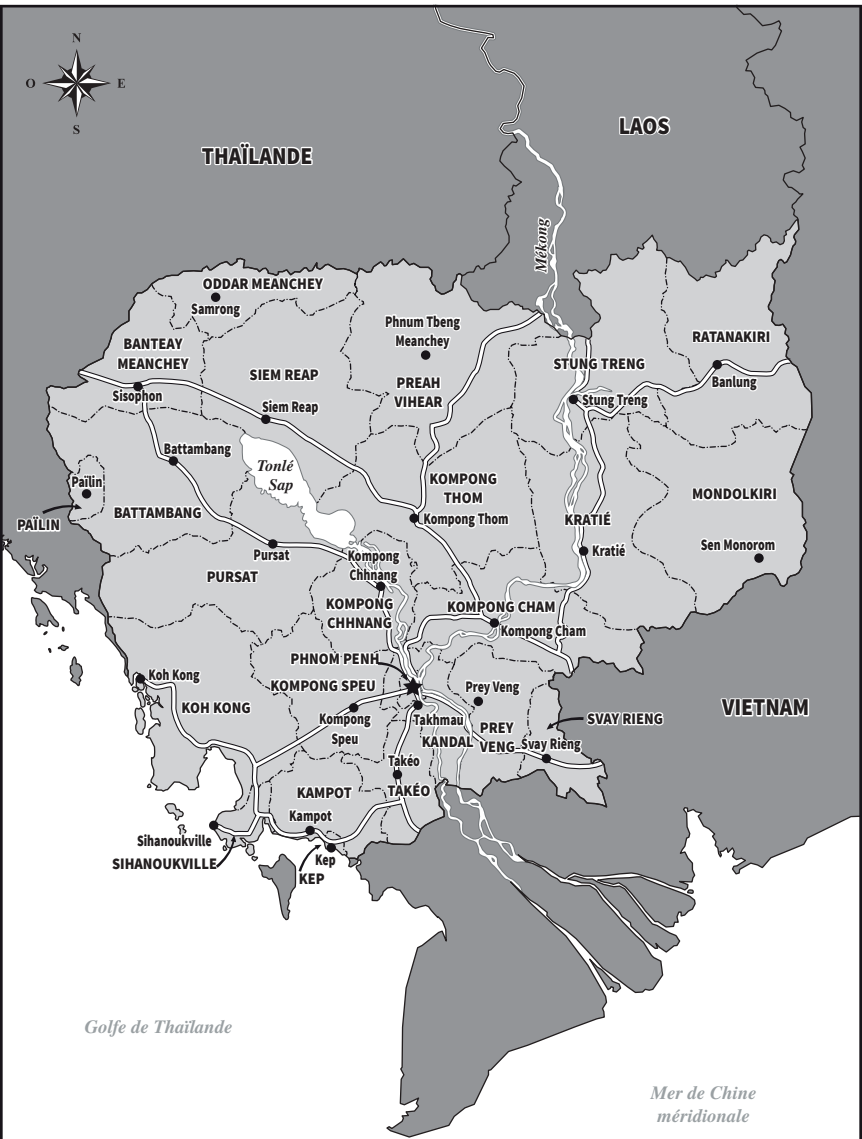 N
O
E
S
THAÏLANDE
LAOS
Mékong
ODDAR MEANCHEY
Samrong
BANTEAY
MEANCHEY
Sisophon
SIEM REAP
Siem Reap
Phnum Tbeng
Meanchey
PREAH
VIHEAR
STUNG TRENG
Stung Treng
RATANAKIRI
Banlung
Battambang
Tonlé
Sap
Païlin
PAÏLIN
BATTAMBANG
KOMPONG
THOM
Kompong Thom
MONDOLKIRI
Sen Monorom
KRATIÉ
Kratié
Pursat
PURSAT
Kompong
Chhnang
KOMPONG
CHHNANG
KOMPONG CHAM
Kompong Cham
PHNOM PENH
Koh Kong
KOH KONG
KOMPONG SPEU
Kompong
Speu
Takhmau
KANDAL
Prey Veng
PREY
VENG
SVAY RIENG
Svay Rieng
VIETNAM
Takéo
TAKÉO
KAMPOT
Kampot
Sihanoukville
SIHANOUKVILLE
Kep
KEP
Golfe de Thaïlande
Mer de Chine
méridionale